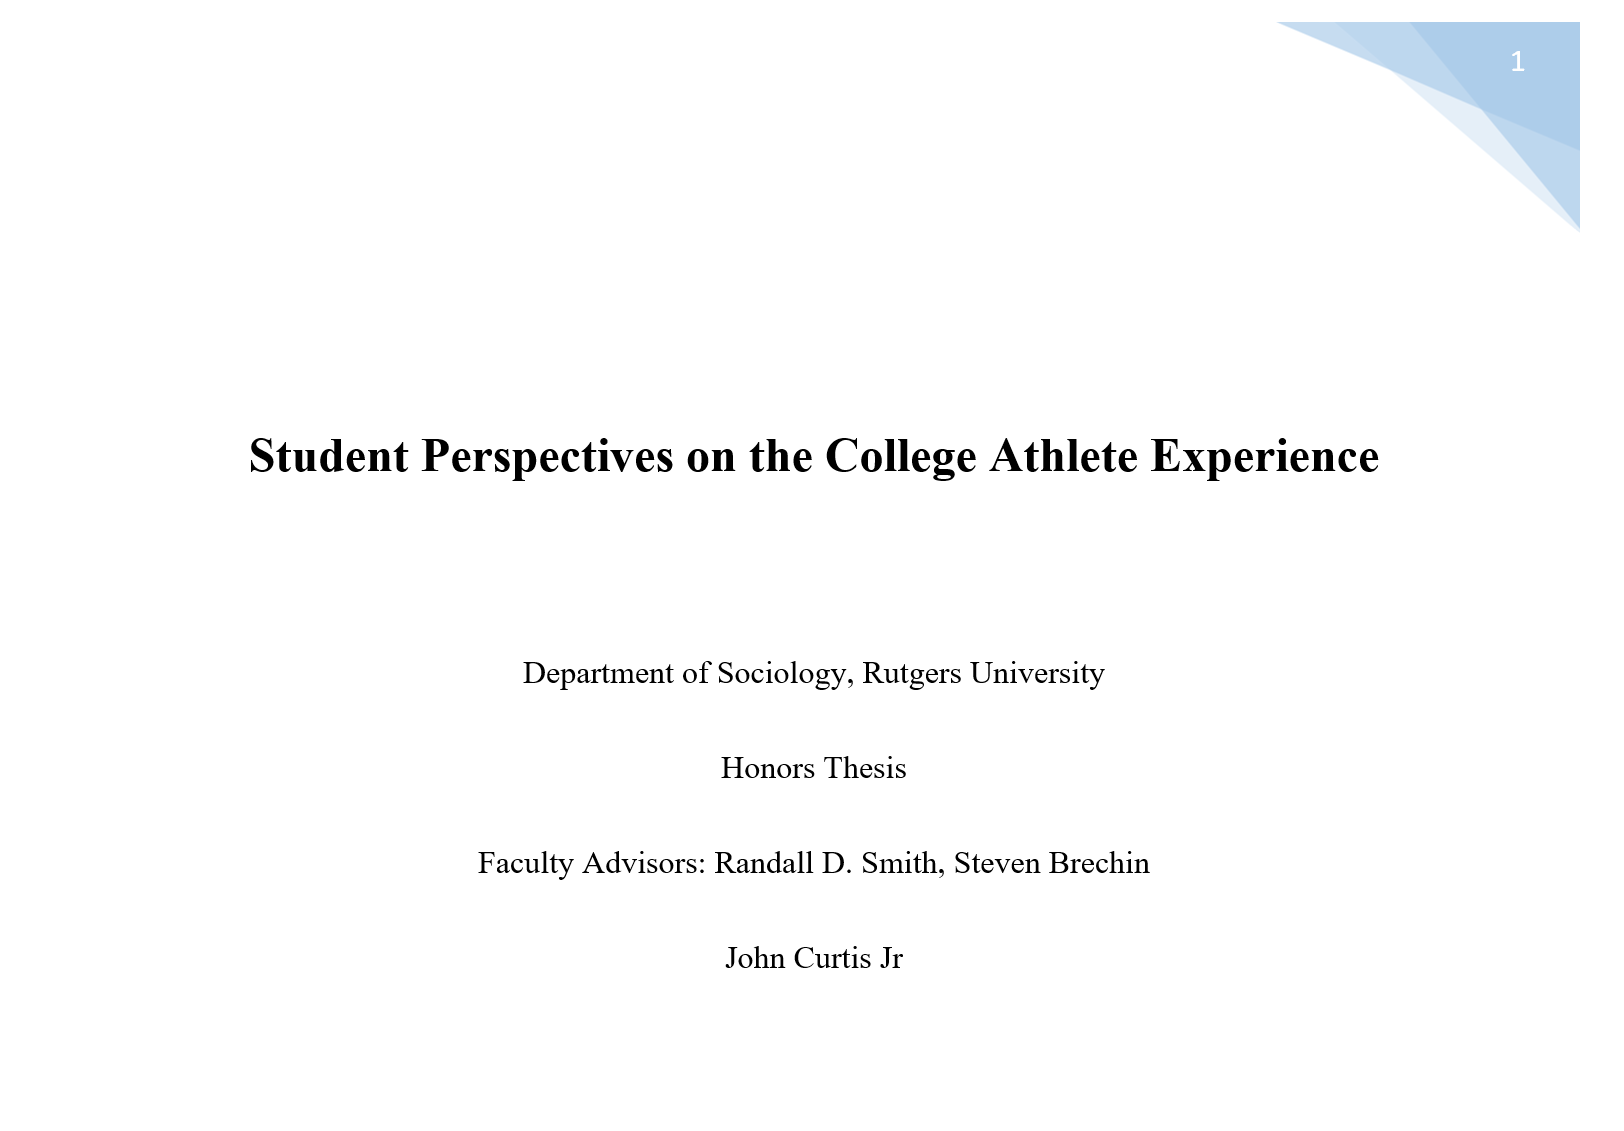 1
Student Perspectives on the College Athlete Experience
Department of Sociology, Rutgers University
Honors Thesis
Faculty Advisors: Randall D. Smith, Steven Brechin
John Curtis Jr